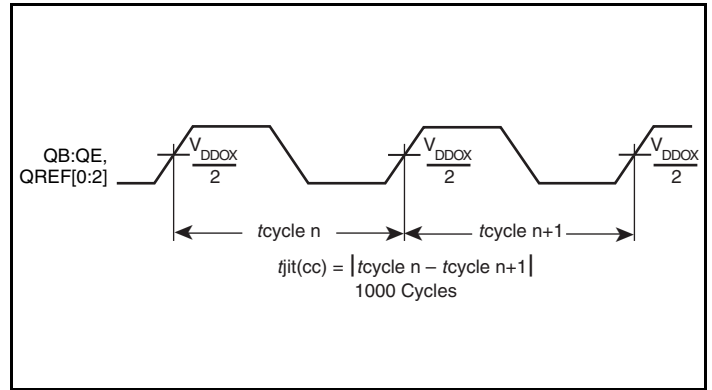 QB:QE,
QREF[0:2]
VDDOX
2
VDDOX
2
VDDOX
2
tcycle n
tcycle n+1
tjit(cc) = |tcycle n – tcycle n+1|
1000 Cycles